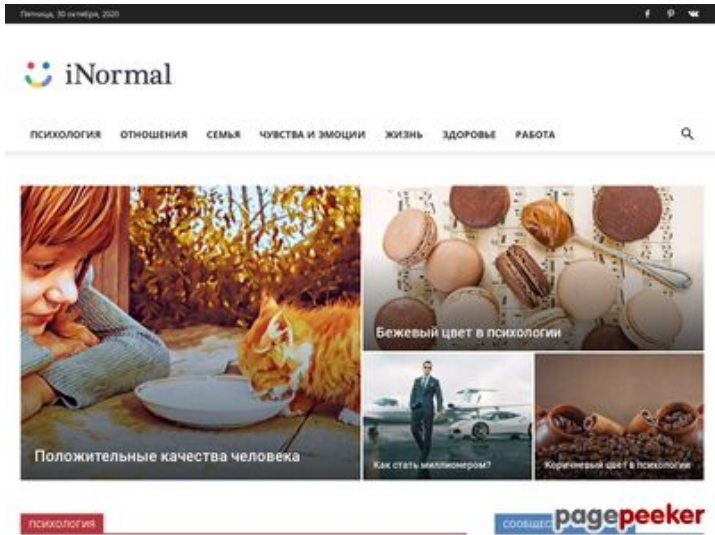 Пятница, 30 октября, 2020
iNormal
ПСИХОЛОГИЯ ОТНОШЕНИЯ СЕМЬЯ ЧУВСТВА И ЭМОЦИИ ЖИЗНЬ ЗДОРОВЬЕ РАБОТА
Бежевый цвет в психологии
Положительные качества человека
Как стать миллионером?
Коричневый цвет в психологии
ПСИХОЛОГИЯ
pagepeeker